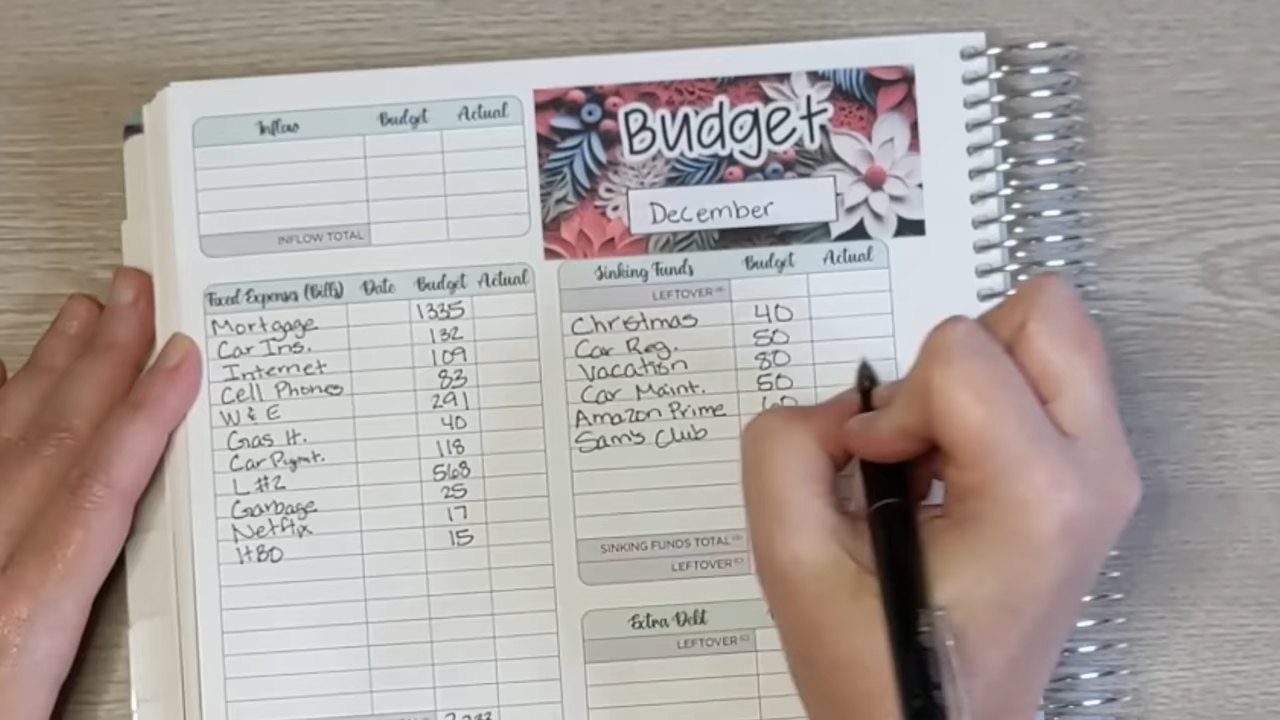 Inflow Budget Actual
INFLOW TOTAL
Budget
December
Fixed Expenses (Bills) Date Budget Actual
Mortgage 1335
Car Ins. 132
Internet 109
Cell Phones 83
W & E 291
Gas H. 40
Car Pymt. 118
L #2 568
Garbage 25
Netflix 17
HBO 15
Sinking Funds Budget Actual
LEFTOVER
Christmas 40
Car Reg. 50
Vacation 80
Car Maint. 50
Amazon Prime
Sam's Club
SINKING FUNDS TOTAL
LEFTOVER
Extra Debt
LEFTOVER